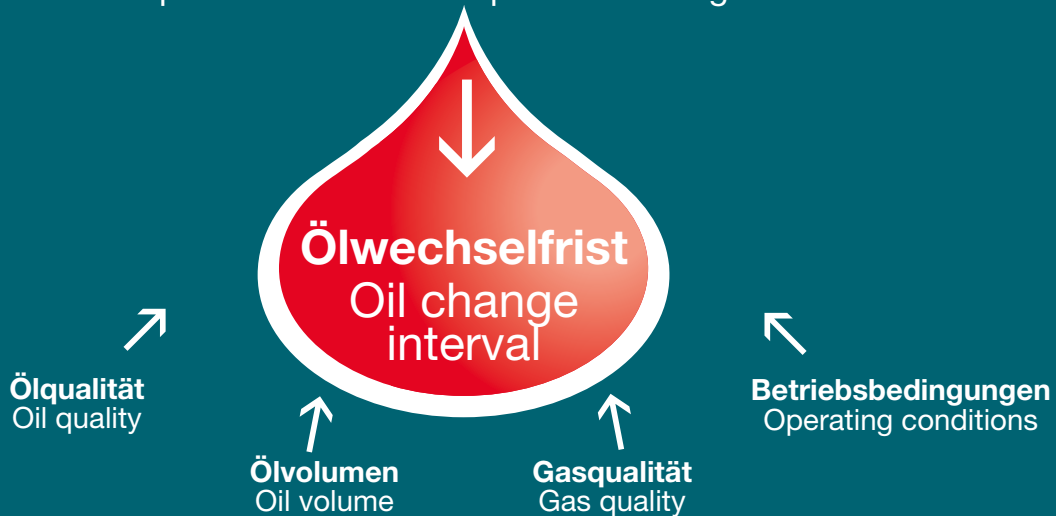 Ölwechselfrist
Oil change
interval
Ölqualität
Oil quality
Betriebsbedingungen
Operating conditions
Ölvolumen
Oil volume
Gasqualität
Gas quality